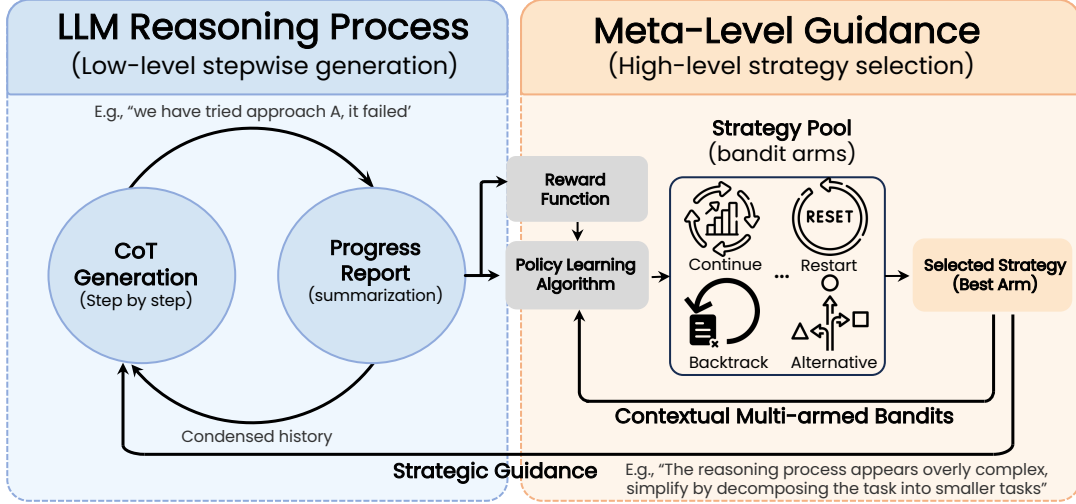 LLM Reasoning Process
(Low-level stepwise generation)
E.g., “we have tried approach A, it failed’
CoT
Generation
(Step by step)
Progress
Report
(summarization)
Condensed history
Meta-Level Guidance
(High-level strategy selection)
Strategy Pool
(bandit arms)
Reward
Function
Policy Learning
Algorithm
RESET
Continue
...
Restart
Backtrack
Alternative
Selected Strategy
(Best Arm)
Contextual Multi-armed Bandits
Strategic Guidance
E.g., “The reasoning process appears overly complex,
simplify by decomposing the task into smaller tasks”